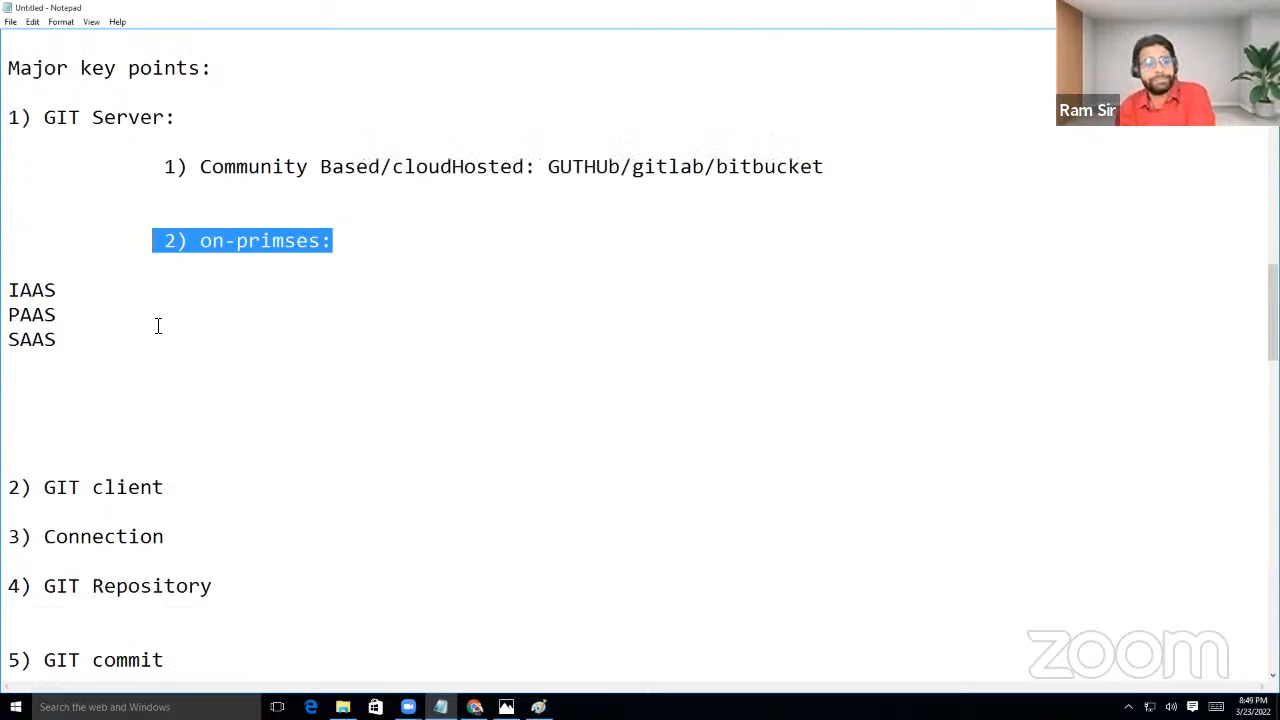 Untitled - Notepad
File Edit Format View Help
Major key points:
1) GIT Server:
1) Community Based/cloudHosted: GUTHUb/gitlab/bitbucket
2) on-primses:
IAAS
PAAS
SAAS
2) GIT client
3) Connection
4) GIT Repository
5) GIT commit
Ram Sir
zoom
Search the web and Windows
8:49 PM
3/23/2022